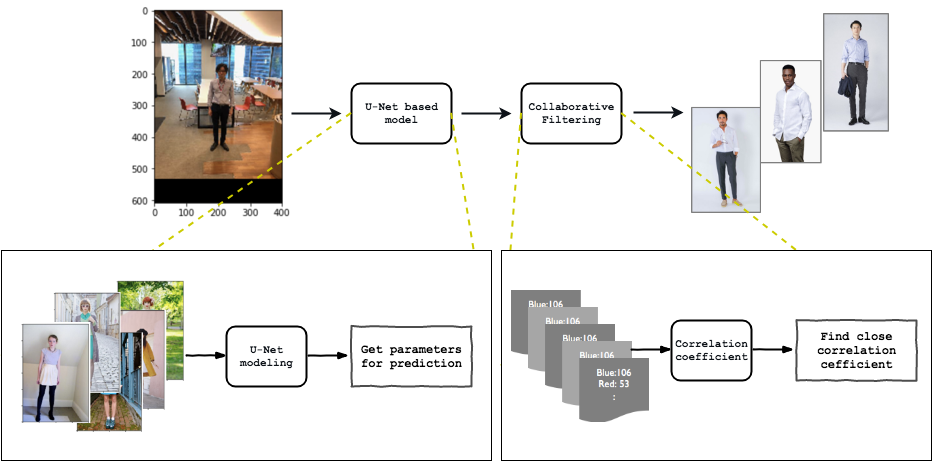 0
100
200
300
400
500
600
0 100 200 300 400
U-Net based
model
Collaborative
Filtering
U-Net
modeling
Get parameters
for prediction
Blue:106
Blue:106
Blue:106
Blue:106
Blue:106
Red: 53
:
Correlation
coefficient
Find close
correlation
cefficient